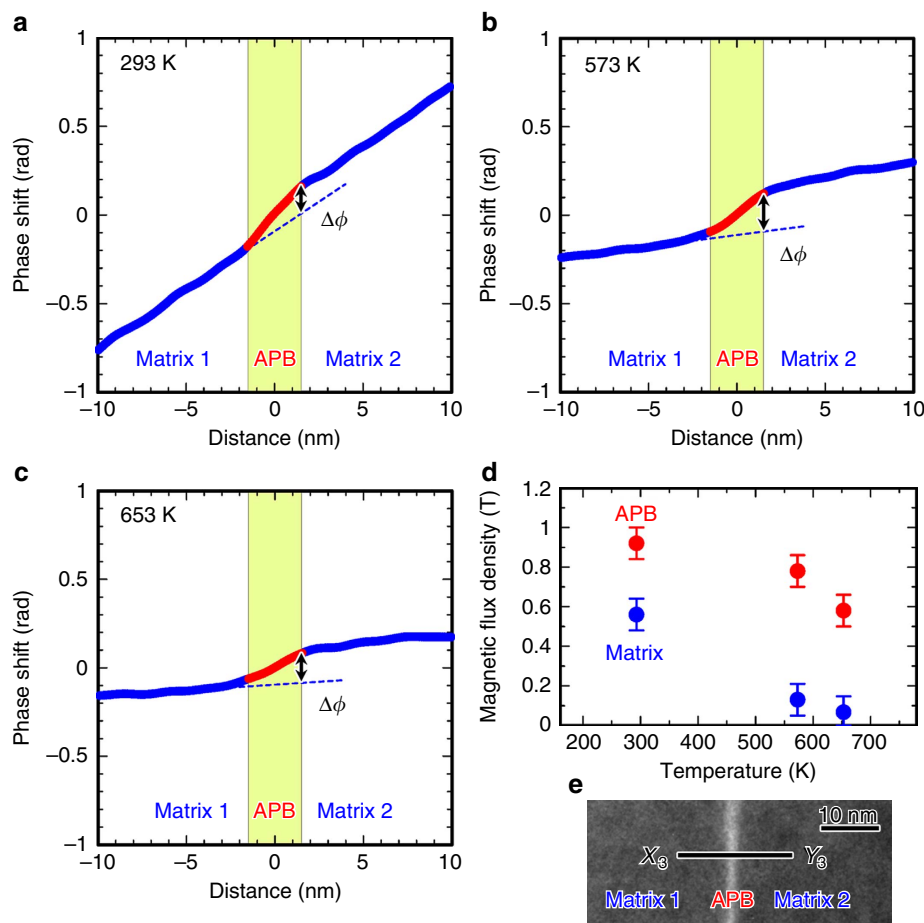 a
293 K
1
0.5
0
−0.5
−1
Phase shift (rad)
Δϕ
Matrix 1
APB
Matrix 2
−10
−5
0
5
10
Distance (nm)
b
573 K
1
0.5
0
−0.5
−1
Phase shift (rad)
Δϕ
Matrix 1
APB
Matrix 2
−10
−5
0
5
10
Distance (nm)
c
653 K
1
0.5
0
−0.5
−1
Phase shift (rad)
Δϕ
Matrix 1
APB
Matrix 2
−10
−5
0
5
10
Distance (nm)
d
1.2
1
0.8
0.6
0.4
0.2
0
Magnetic flux density (T)
APB
Matrix
200
300
400
500
600
700
Temperature (K)
e
10 nm
X3
Y3
Matrix 1
APB
Matrix 2